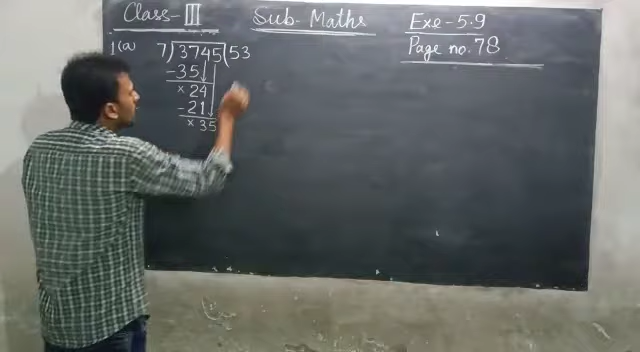 Class-III Sub-Maths Exe-5.9
Page no.78
1(a) 7)3745(53
-35
×24
-21
×35